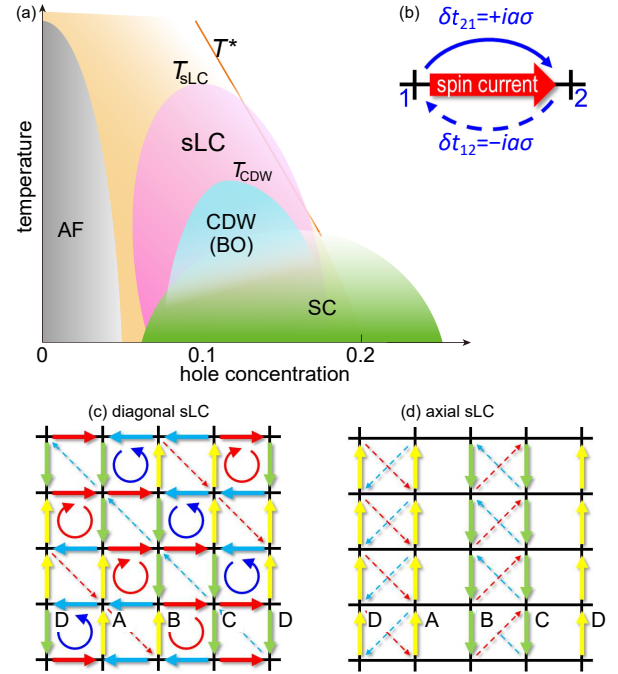 (a)
T*
TsLC
sLC
TCDW
CDW
(BO)
AF
SC
temperature
0
0.1
0.2
hole concentration
(b)
δt21=+iaσ
spin current
1
2
δt12=−iaσ
(c) diagonal sLC
D A B C D
(d) axial sLC
D A B C D